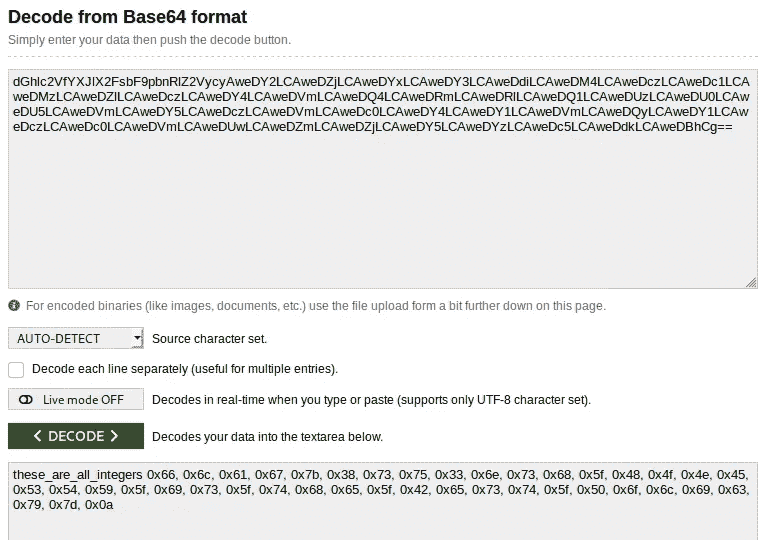 Decode from Base64 format
Simply enter your data then push the decode button.
dGhlc2VfYXJlX2FsbF9pbnRlZ2VycyAweDY2LCAweDZjLCAweDYxLCAweDY3LCAweDdiLCAweDM4LCAweDczLCAweDc1LCA
weDMzLCAweDZlLCAweDczLCAweDY4LCAweDVmLCAweDQ4LCAweDRmLCAweDRlLCAweDQ1LCAweDUzLCAweDU0LCAw
eDU5LCAweDVmLCAweDY5LCAweDczLCAweDVmLCAweDc0LCAweDY4LCAweDY1LCAweDVmLCAweDQyLCAweDY1LCAw
eDczLCAweDc0LCAweDVmLCAweDUwLCAweDZmLCAweDZjLCAweDY5LCAweDYzLCAweDc5LCAweDdkLCAweDBhCg==
For encoded binaries (like images, documents, etc.) use the file upload form a bit further down on this page.
AUTO-DETECT Source character set.
Decode each line separately (useful for multiple entries).
Live mode OFF Decodes in real-time when you type or paste (supports only UTF-8 character set).
< DECODE > Decodes your data into the textarea below.
these_are_all_integers 0x66, 0x6c, 0x61, 0x67, 0x7b, 0x38, 0x73, 0x75, 0x33, 0x6e, 0x73, 0x68, 0x5f, 0x48, 0x4f, 0x4e, 0x45,
0x53, 0x54, 0x59, 0x5f, 0x69, 0x73, 0x5f, 0x74, 0x68, 0x65, 0x5f, 0x42, 0x65, 0x73, 0x74, 0x5f, 0x50, 0x6f, 0x6c, 0x69, 0x63,
0x79, 0x7d, 0x0a